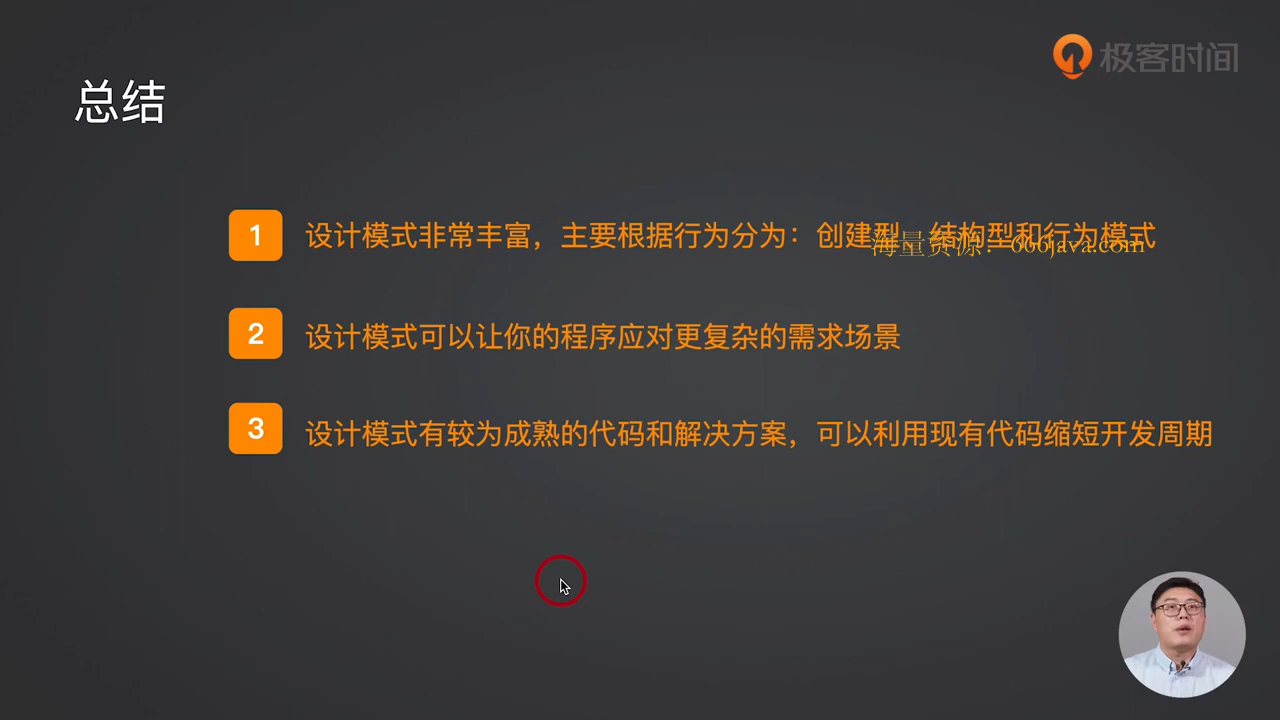 极客时间
总结
1 设计模式非常丰富，主要根据行为分为：创建型、结构型和行为模式
海量资源：666java.com
2 设计模式可以让你的程序应对更复杂的需求场景
3 设计模式有较为成熟的代码和解决方案，可以利用现有代码缩短开发周期